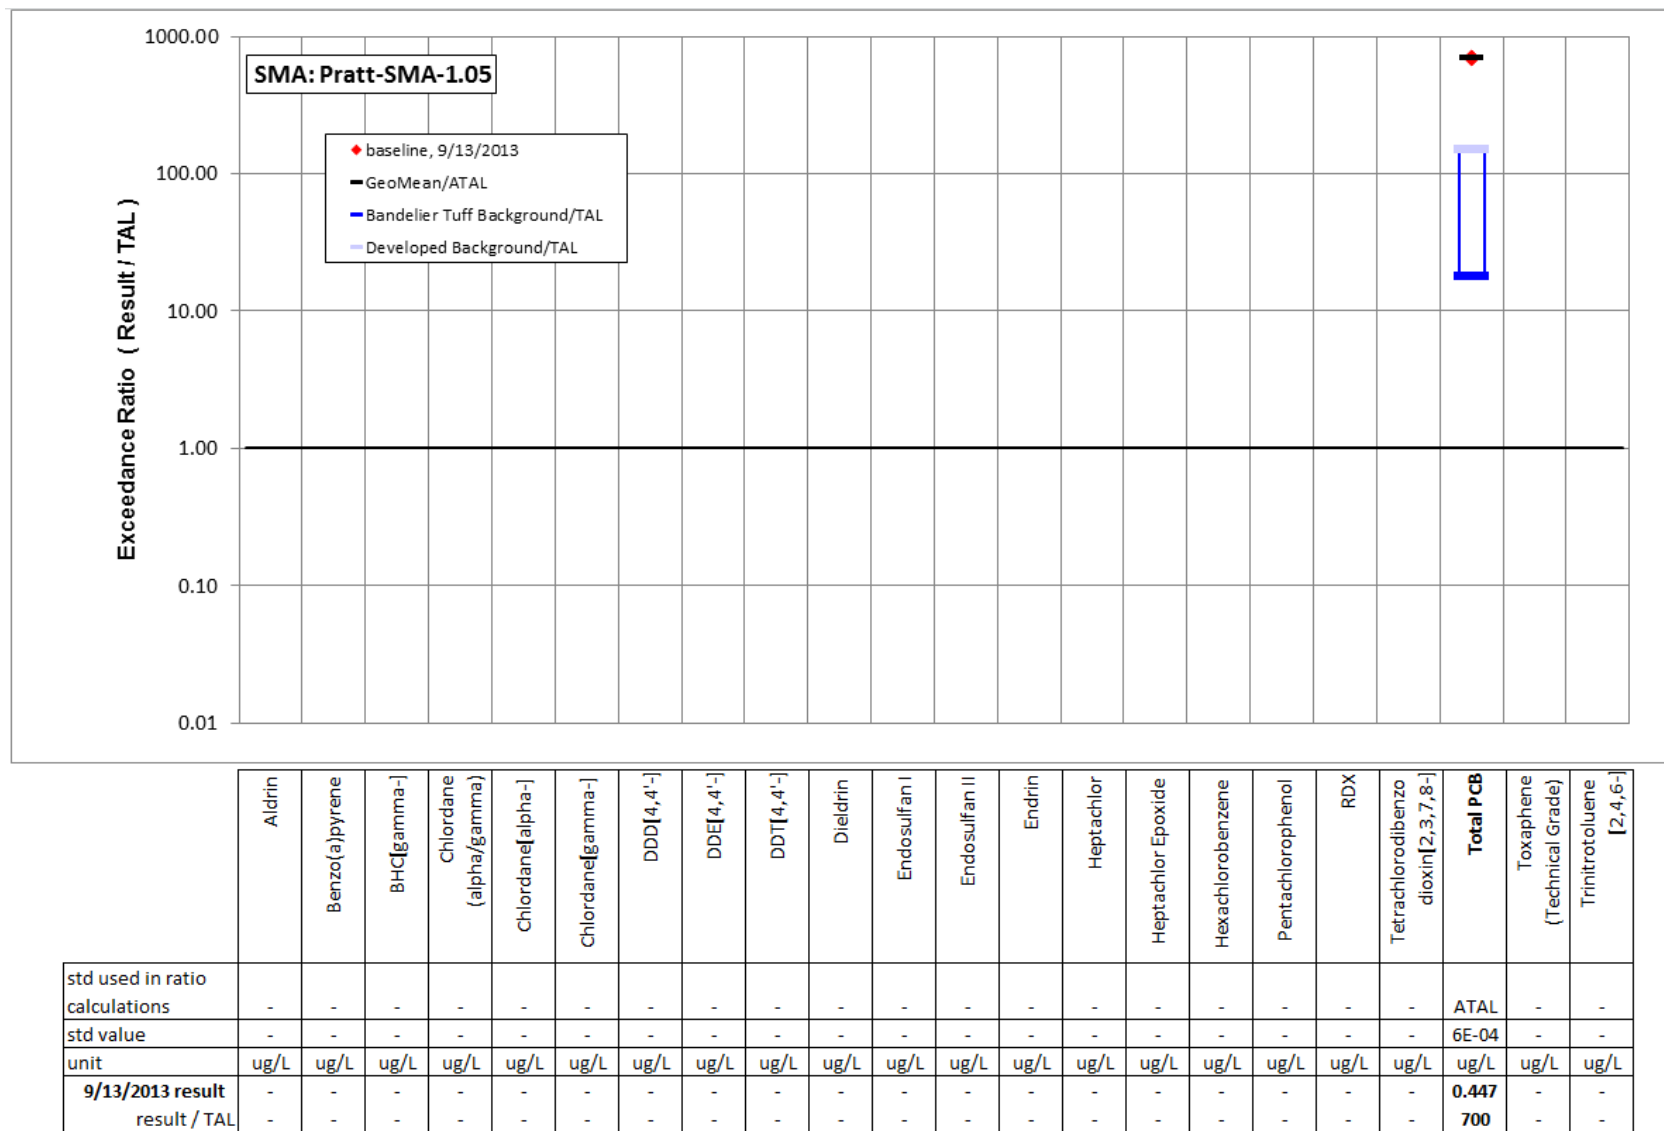 1000.00
SMA: Pratt-SMA-1.05
baseline, 9/13/2013
GeoMean/ATAL
Bandelier Tuff Background/TAL
Developed Background/TAL
100.00
10.00
1.00
0.10
0.01
Exceedance Ratio ( Result / TAL )
Aldrin
Benzo(a)pyrene
BHC[gamma-]
Chlordane
(alpha/gamma)
Chlordane[alpha-]
Chlordane[gamma-]
DDD[4,4'-]
DDE[4,4'-]
DDT[4,4'-]
Dieldrin
Endosulfan I
Endosulfan II
Endrin
Heptachlor
Heptachlor Epoxide
Hexachlorobenzene
Pentachlorophenol
RDX
Tetrachlorodibenzo
dioxin[2,3,7,8-]
Total PCB
Toxaphene
(Technical Grade)
Trinitrotoluene
[2,4,6-]
std used in ratio
calculations - - - - - - - - - - - - - - - - - ATAL - -
std value 6E-04
unit ug/L ug/L ug/L ug/L ug/L ug/L ug/L ug/L ug/L ug/L ug/L ug/L ug/L ug/L ug/L ug/L ug/L ug/L ug/L ug/L
9/13/2013 result - - - - - - - - - - - - - - - - - 0.447 - -
result / TAL - - - - - - - - - - - - - - - - - 700 - -